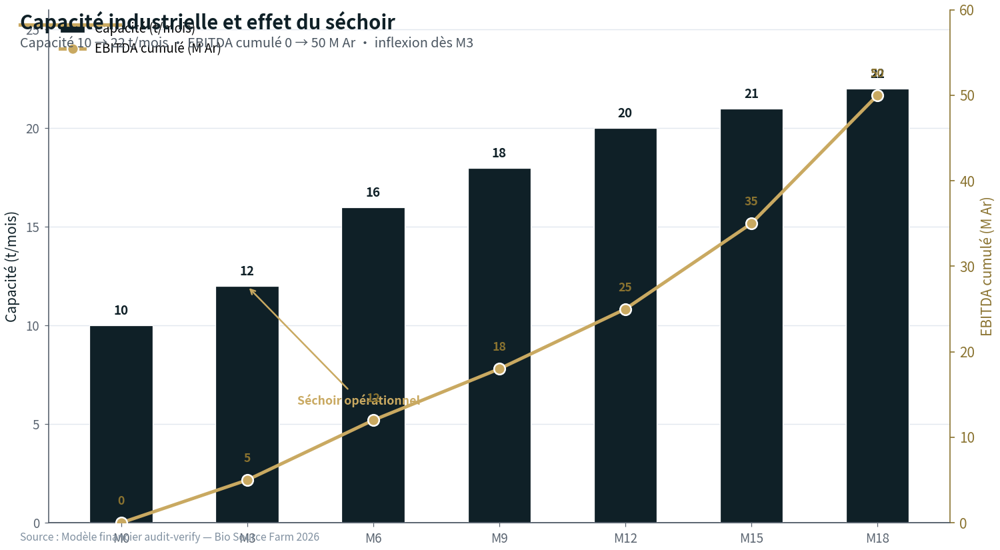 Capacité industrielle et effet du séchoir
Capacité (t/mois)
Capacité 10 → 22 t/mois • EBITDA cumulé 0 → 50 M Ar • inflexion dès M3
EBITDA cumulé (M Ar)
Capacité (t/mois)
25
20
15
10
5
0
10
12
16
18
20
21
22
0
5
12
18
25
35
50
Séchoir opérationnel
60
50
40
30
20
10
0
EBITDA cumulé (M Ar)
M0
M3
M6
M9
M12
M15
M18
Source : Modèle financier audit-verify — Bio Source Farm 2026